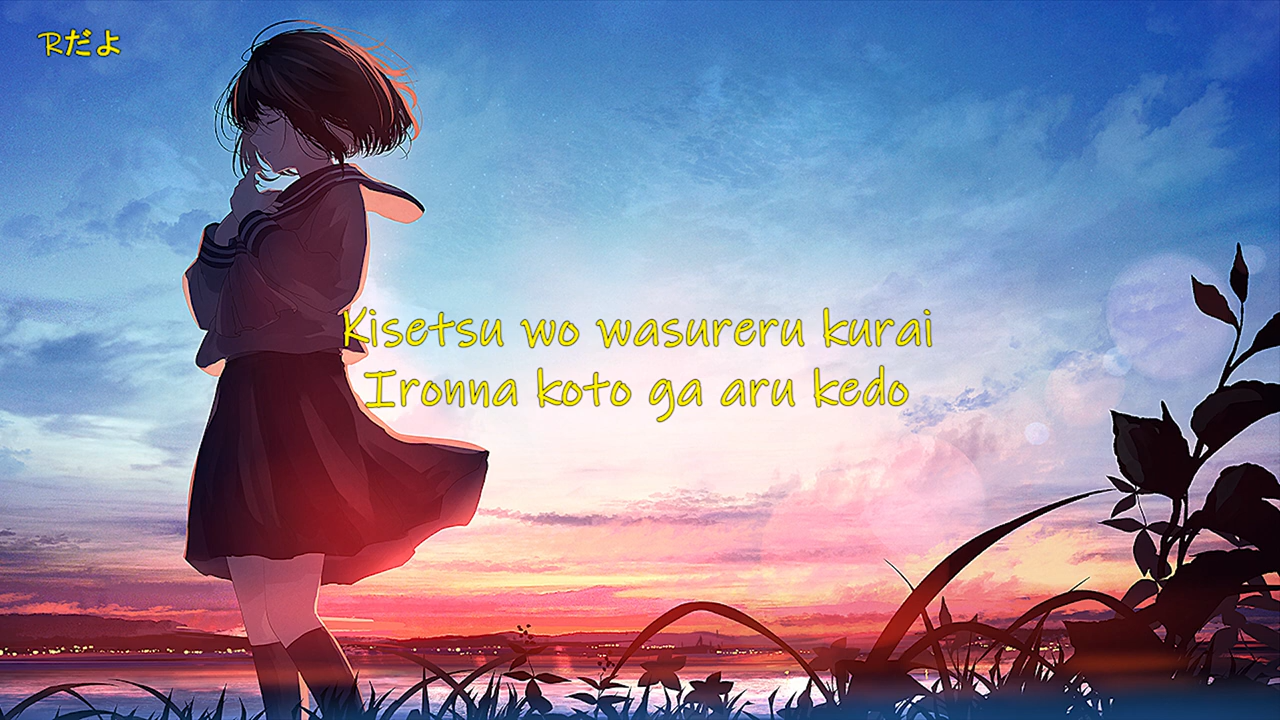 Rだよ
Kisetsu wo wasureru kurai
Ironna koto ga aru kedo